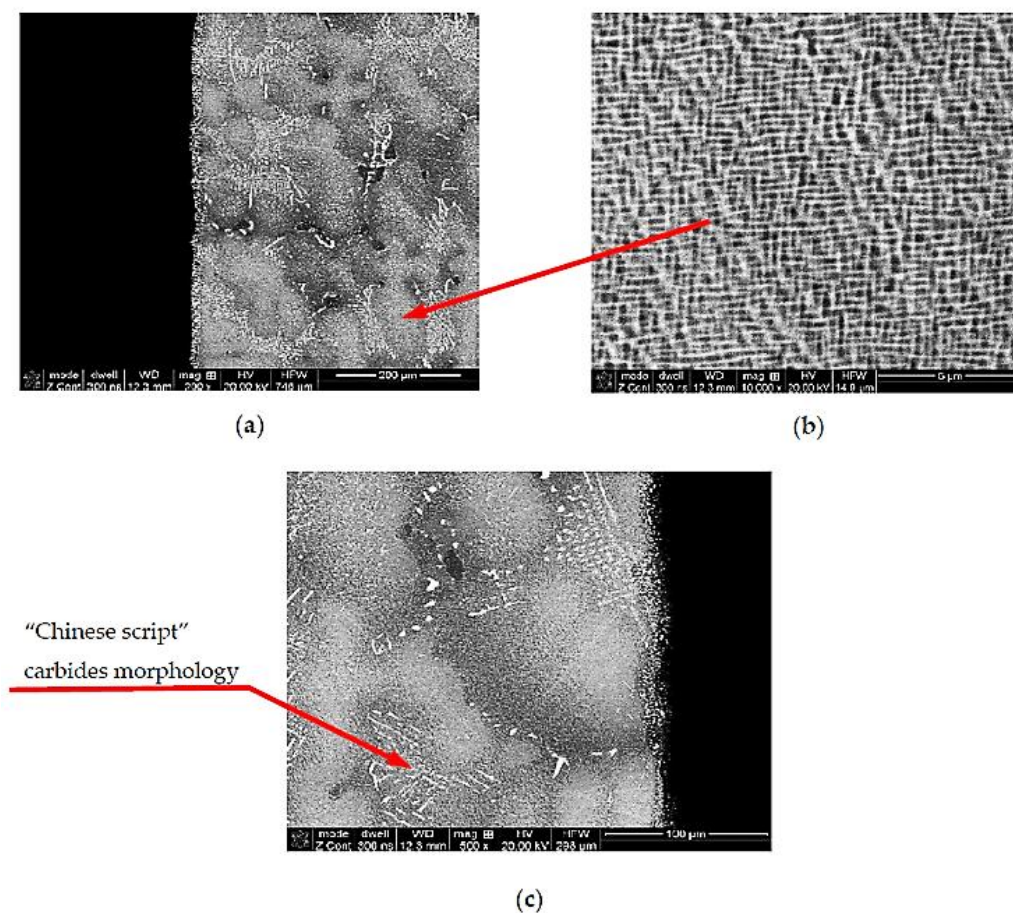 mode dwell WD mag HV HFW 200 µm
Z Cont 300 ns 12.3 mm 200 x 20.00 kV 746 µm
(a)
mode dwell WD mag HV HFW 5 µm
Z Cont 300 ns 12.3 mm 10 000 x 20.00 kV 14.9 µm
(b)
“Chinese script”
carbides morphology
mode dwell WD mag HV HFW 100 µm
Z Cont 300 ns 12.3 mm 500 x 20.00 kV 298 µm
(c)